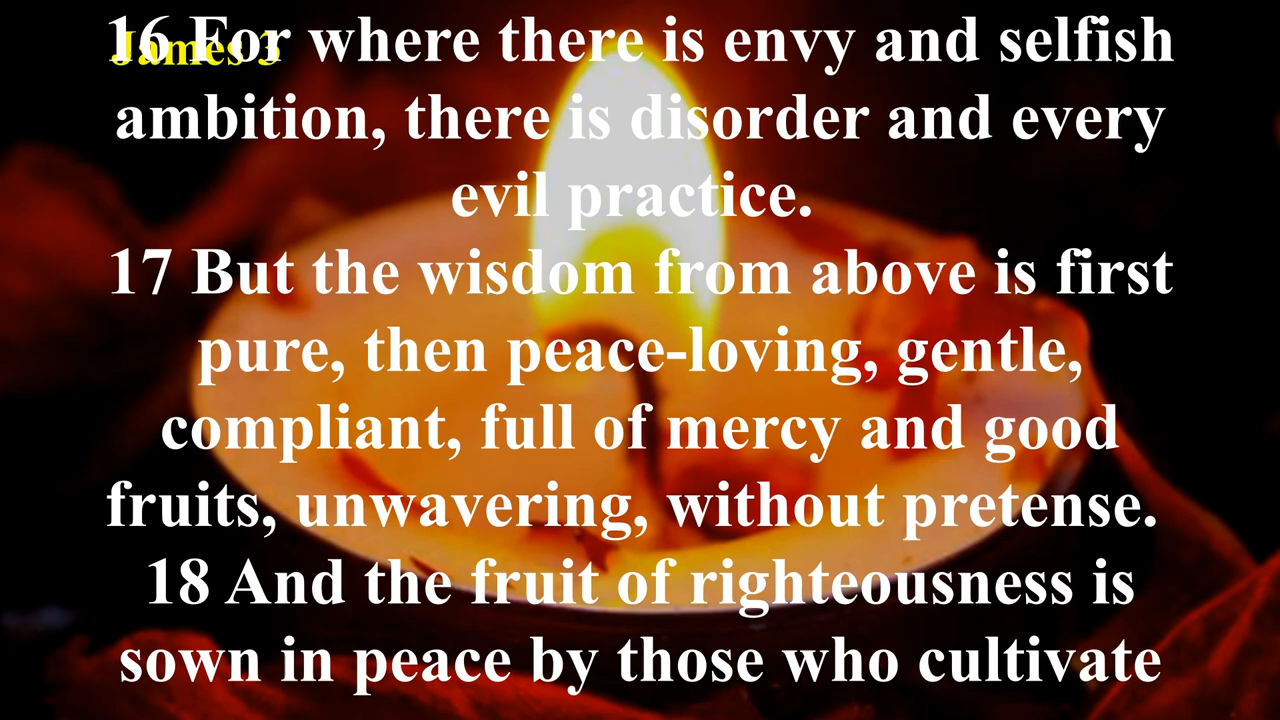 James 3
16 For where there is envy and selfish
ambition, there is disorder and every
evil practice.
17 But the wisdom from above is first
pure, then peace-loving, gentle,
compliant, full of mercy and good
fruits, unwavering, without pretense.
18 And the fruit of righteousness is
sown in peace by those who cultivate